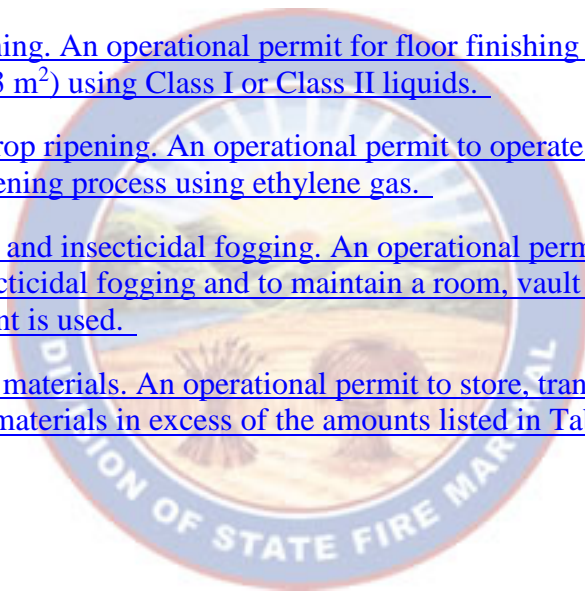 ning. An operational permit for floor finishing
8 m²) using Class I or Class II liquids.
rop ripening. An operational permit to operate
ening process using ethylene gas.
and insecticidal fogging. An operational perm
cticidal fogging and to maintain a room, vault
nt is used.
materials. An operational permit to store, tran
materials in excess of the amounts listed in Ta
DIVISION OF STATE FIRE MARSHAL